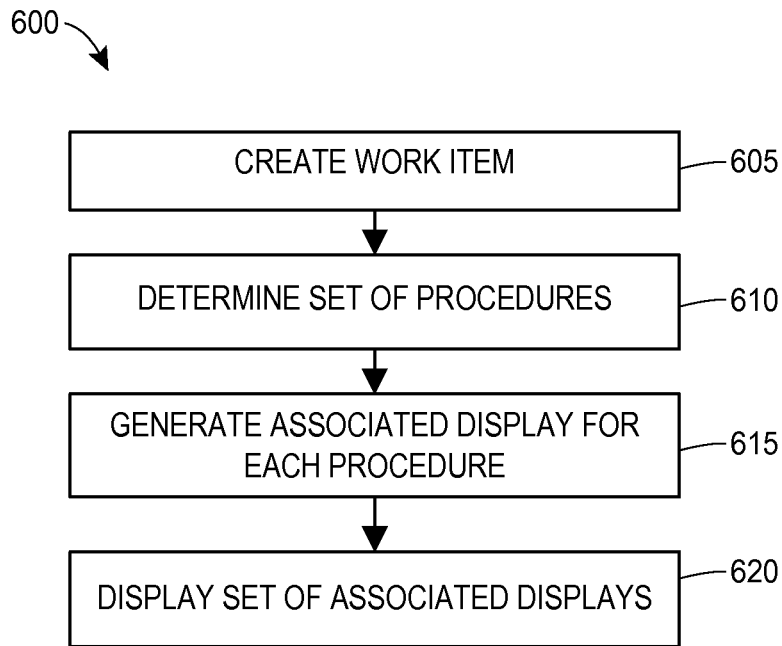 600
CREATE WORK ITEM
605
DETERMINE SET OF PROCEDURES
610
GENERATE ASSOCIATED DISPLAY FOR
EACH PROCEDURE
615
DISPLAY SET OF ASSOCIATED DISPLAYS
620